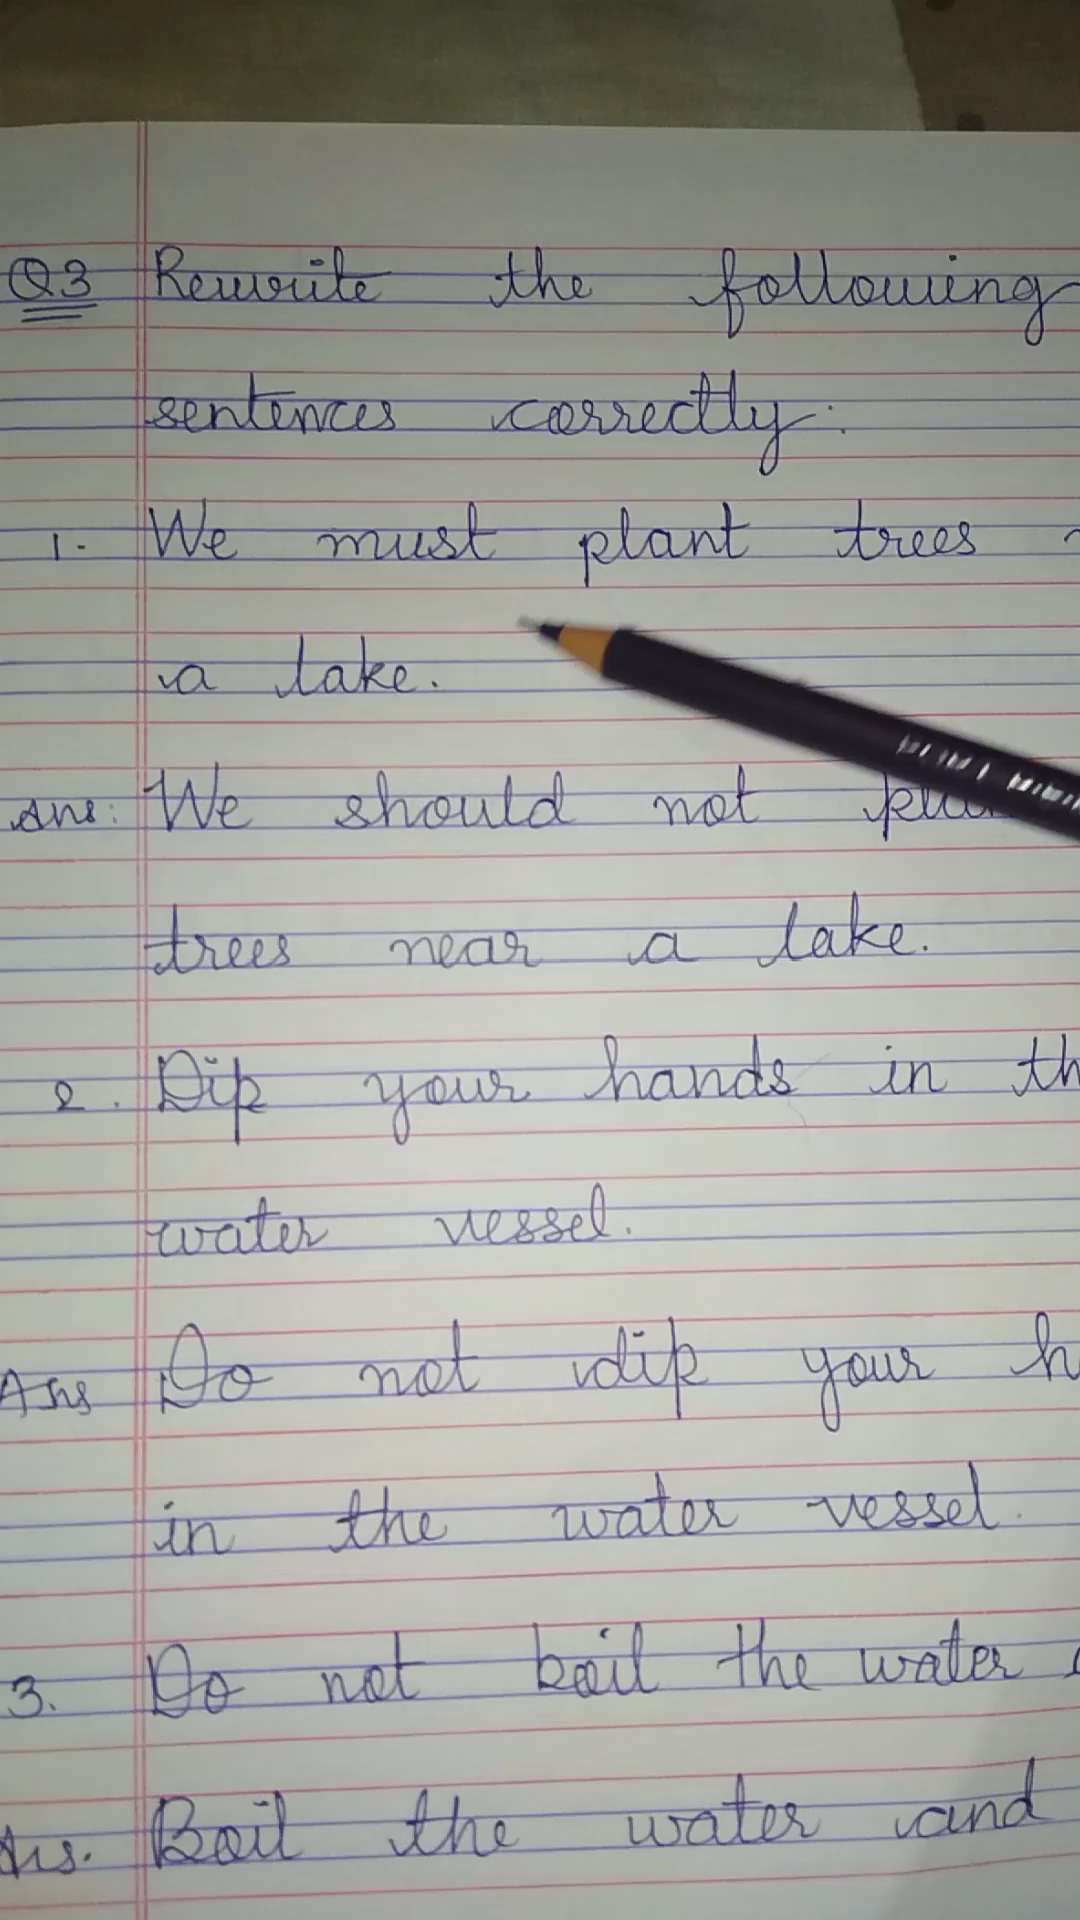 Q3 Rewrite the following
sentences correctly:
1. We must plant trees
a lake.
Ans: We should not
trees near a lake.
2. Dip your hands in th
water vessel.
Ans Do not dip your h
in the water vessel.
3. Do not boil the water
Ans. Boil the water and